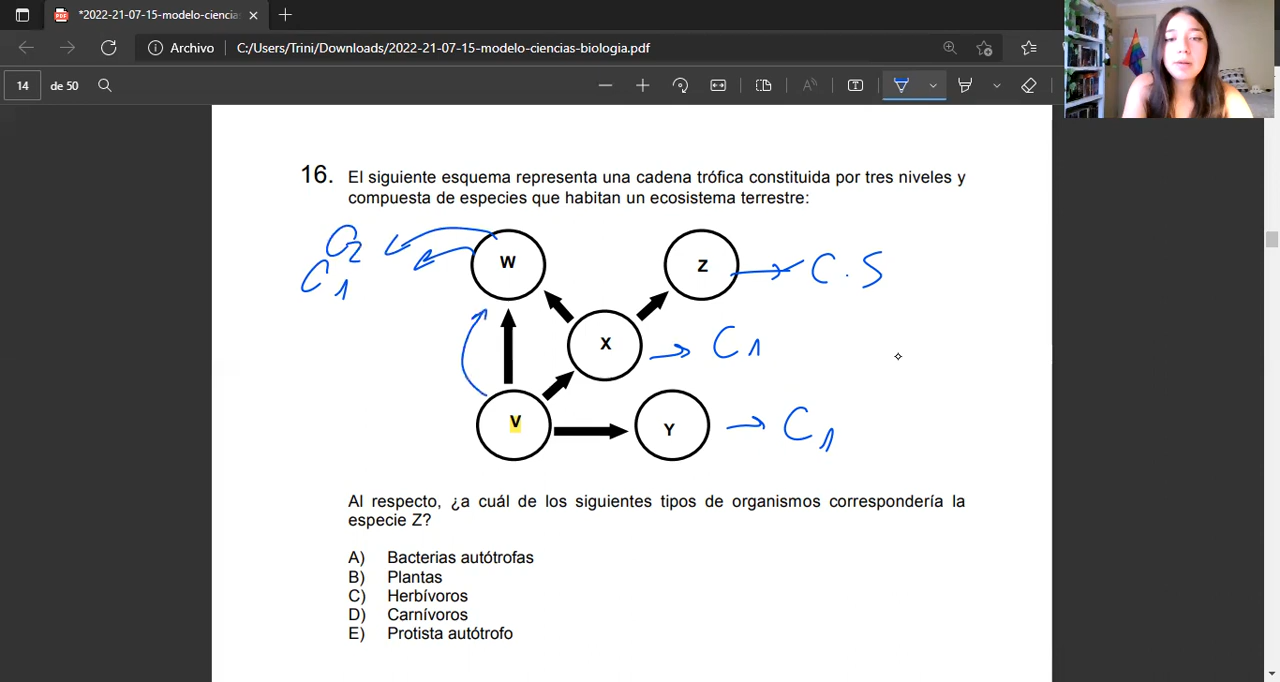 *2022-21-07-15-modelo-ciencias
Archivo
C:/Users/Trini/Downloads/2022-21-07-15-modelo-ciencias-biologia.pdf
14
de 50
16. El siguiente esquema representa una cadena trófica constituida por tres niveles y
compuesta de especies que habitan un ecosistema terrestre:
C2
C1
W
Z
C.S
X
C1
V
Y
C1
Al respecto, ¿a cuál de los siguientes tipos de organismos correspondería la
especie Z?
A) Bacterias autótrofas
B) Plantas
C) Herbívoros
D) Carnívoros
E) Protista autótrofo